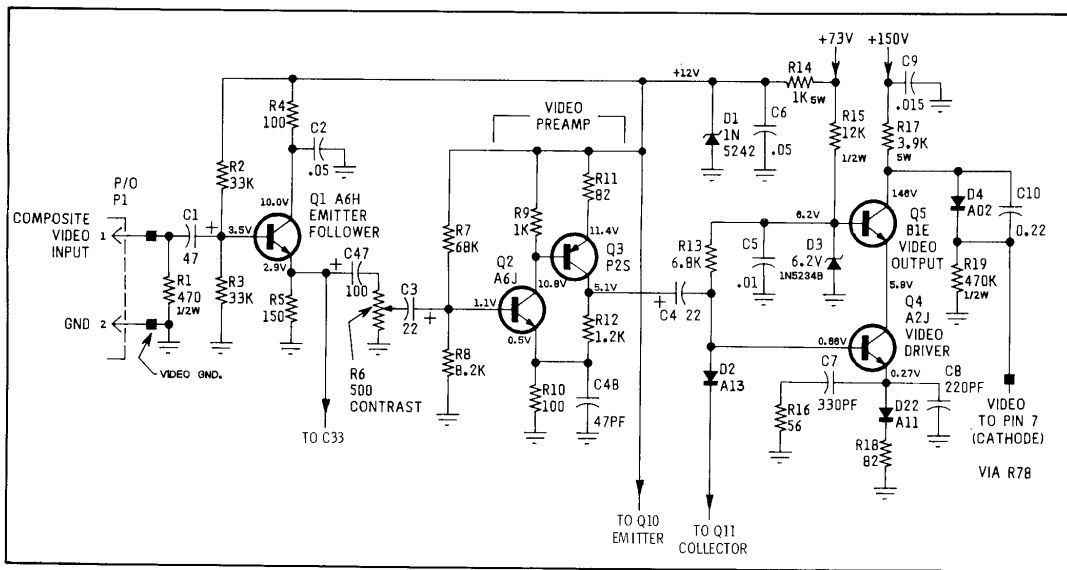 +73V
+150V
C9
.015
+12V
R14
1K 5W
R4
100
C2
.05
VIDEO
PREAMP
D1
1N
5242
C6
.05
R15
12K
1/2W
R17
3.9K
5W
R2
33K
P/O
P1
COMPOSITE
VIDEO
INPUT
1
C1
47
+
10.0V
3.5V
2.9V
Q1 A6H
EMITTER
FOLLOWER
R11
82
R9
1K
R7
68K
11.4V
Q3
P2S
Q2
A6J
10.8V
5.1V
146V
6.2V
Q5
B1E
VIDEO
OUTPUT
D4
A02
C10
0.22
R13
6.8K
C5
.01
D3
6.2V
1N5234B
R19
470K
1/2W
5.9V
Q4
A2J
VIDEO
DRIVER
R1
470
1/2W
R3
33K
R5
150
+
C47
100
C3
22
+
1.1V
0.5V
R12
1.2K
+
C4 22
GND 2
VIDEO GND.
R6
500
CONTRAST
R8
8.2K
R10
100
C48
47PF
D2
A13
0.66V
0.27V
C7
330PF
R16
56
C8
220PF
D22
A11
R18
82
TO C33
VIDEO
TO PIN 7
(CATHODE)
VIA R78
TO Q10
EMITTER
TO Q11
COLLECTOR